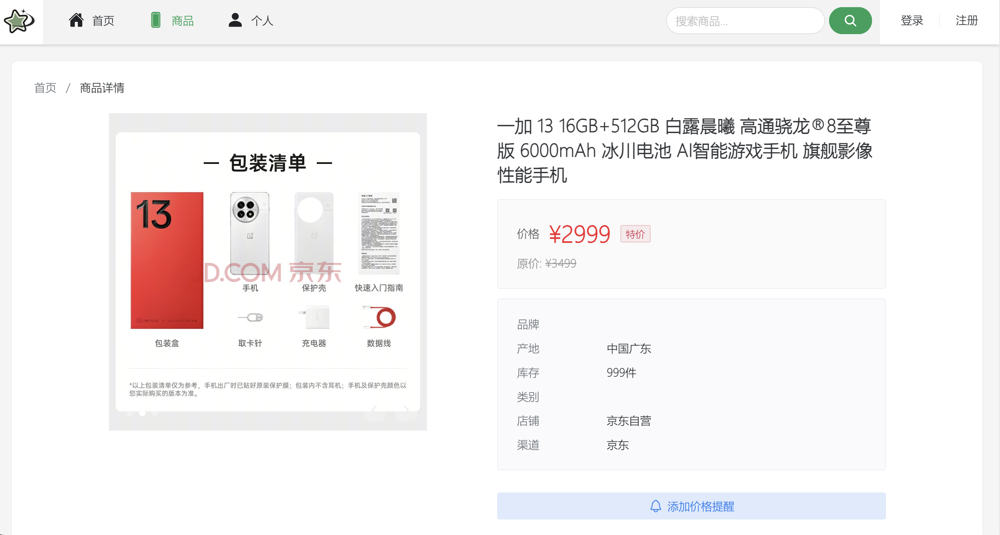 首页
商品
个人
搜索商品...
登录
注册
首页 / 商品详情
— 包装清单 —
13
ONEPLUS × HASSELBLAD
快速入门指南
JD.COM 京东
手机
保护壳
快速入门指南
包装盒
取卡针
充电器
数据线
*以上包装清单仅为参考，手机出厂时已贴好原装保护膜；包装内不含耳机；手机及保护壳颜色以
您实际购买的版本为准。
一加 13 16GB+512GB 白露晨曦 高通骁龙®8至尊
版 6000mAh 冰川电池 AI智能游戏手机 旗舰影像
性能手机
价格 ¥2999 特价
原价: ¥3499
品牌
产地 中国广东
库存 999件
类别
店铺 京东自营
渠道 京东
添加价格提醒